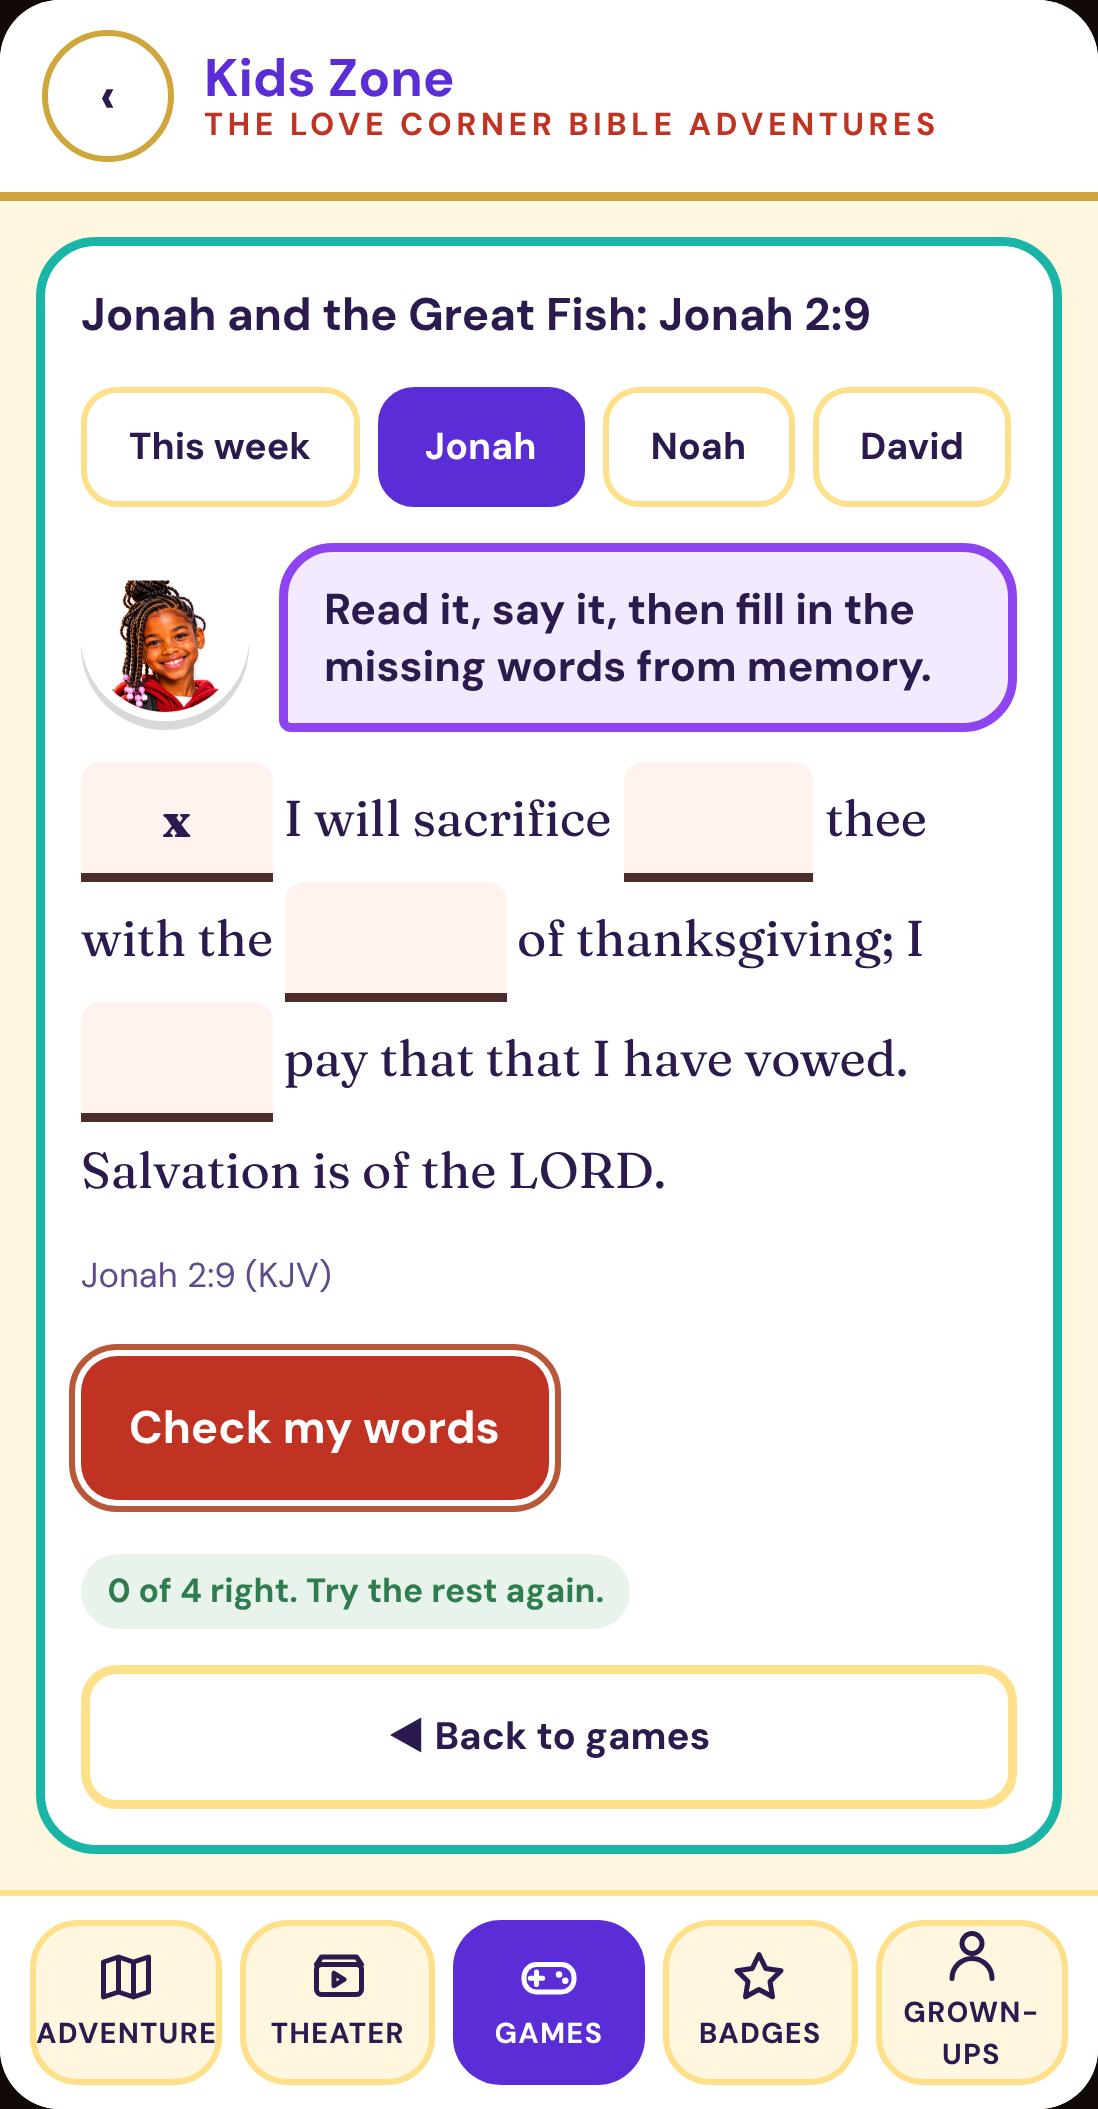 ‹
Kids Zone
THE LOVE CORNER BIBLE ADVENTURES
Jonah and the Great Fish: Jonah 2:9
This week
Jonah
Noah
David
Read it, say it, then fill in the
missing words from memory.
x I will sacrifice thee
with the of thanksgiving; I
pay that that I have vowed.
Salvation is of the LORD.
Jonah 2:9 (KJV)
Check my words
0 of 4 right. Try the rest again.
◀ Back to games
ADVENTURE
THEATER
GAMES
BADGES
GROWN-
UPS